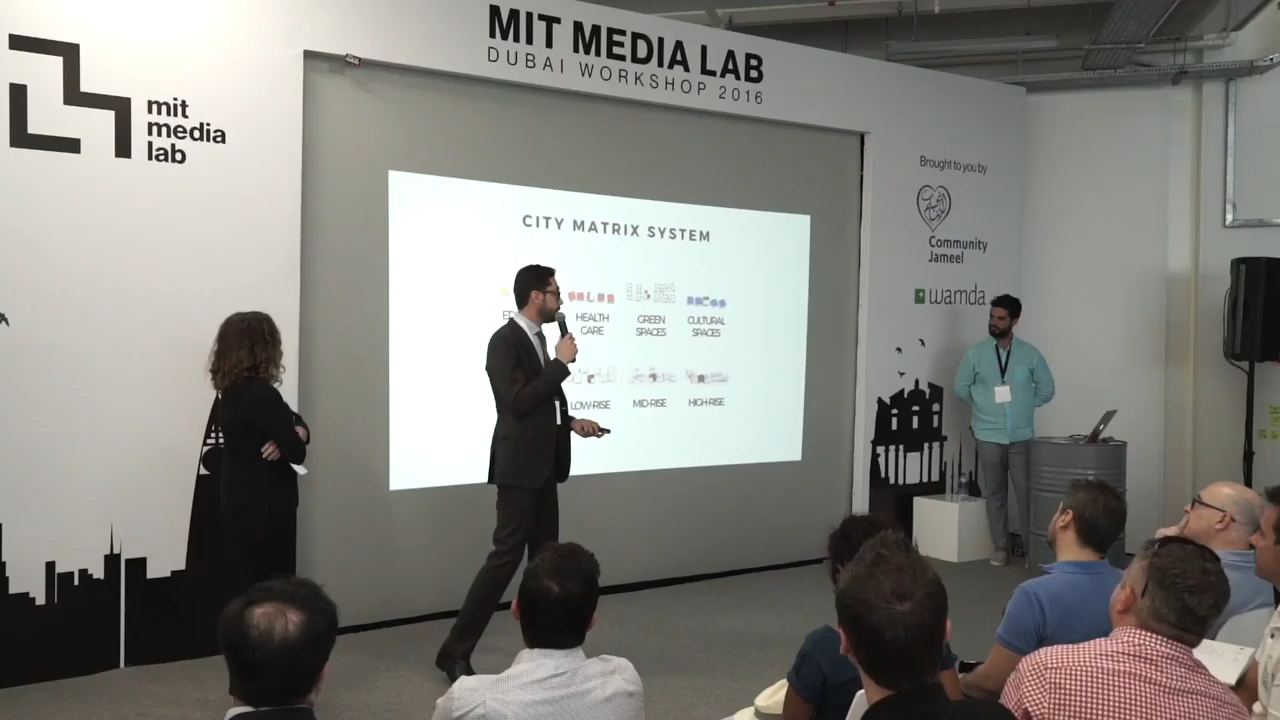 MIT MEDIA LAB
DUBAI WORKSHOP 2016
mit
media
lab
CITY MATRIX SYSTEM
HEALTH
CARE
GREEN
SPACES
CULTURAL
SPACES
LOW-RISE
MID-RISE
HIGH-RISE
Brought to you by
Community
Jameel
wamda